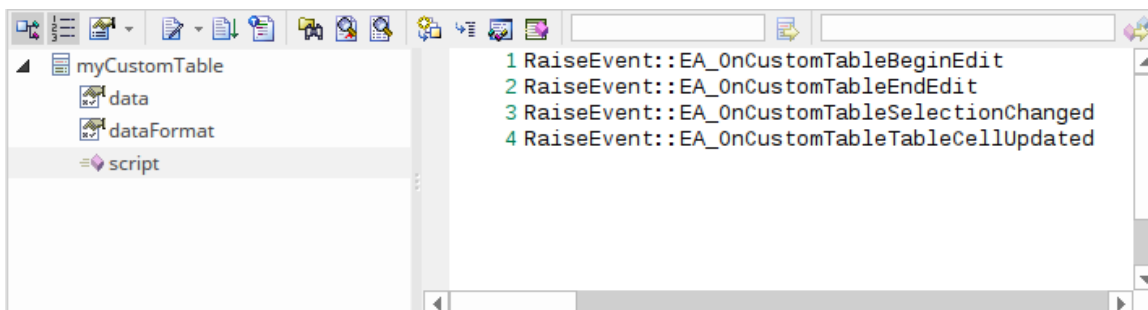 myCustomTable
data
dataFormat
script
1 RaiseEvent::EA_OnCustomTableBeginEdit
2 RaiseEvent::EA_OnCustomTableEndEdit
3 RaiseEvent::EA_OnCustomTableSelectionChanged
4 RaiseEvent::EA_OnCustomTableTableCellUpdated